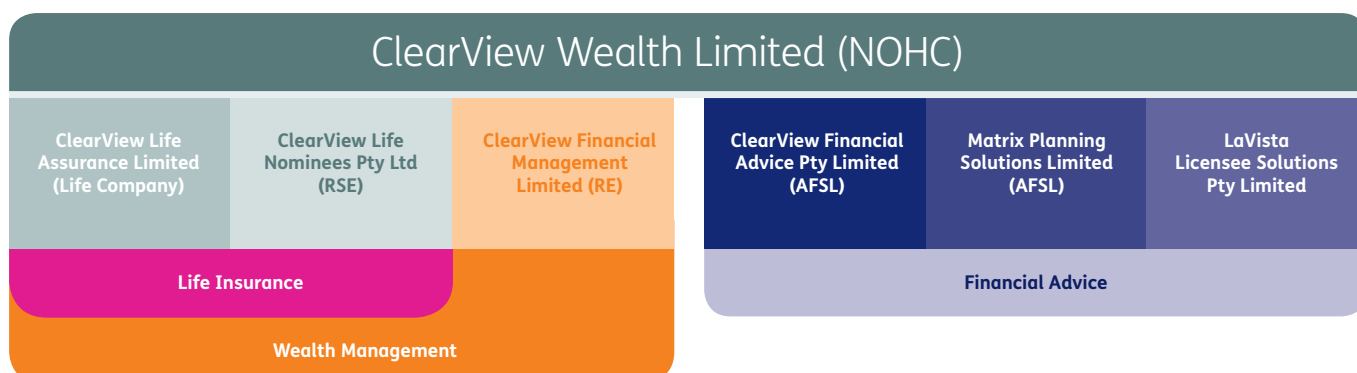 ClearView Wealth Limited (NOHC)
ClearView Life
Assurance Limited
(Life Company)
ClearView Life
Nominees Pty Ltd
(RSE)
ClearView Financial
Management
Limited (RE)
ClearView Financial
Advice Pty Limited
(AFSL)
Matrix Planning
Solutions Limited
(AFSL)
LaVista
Licensee Solutions
Pty Limited
Life Insurance
Financial Advice
Wealth Management